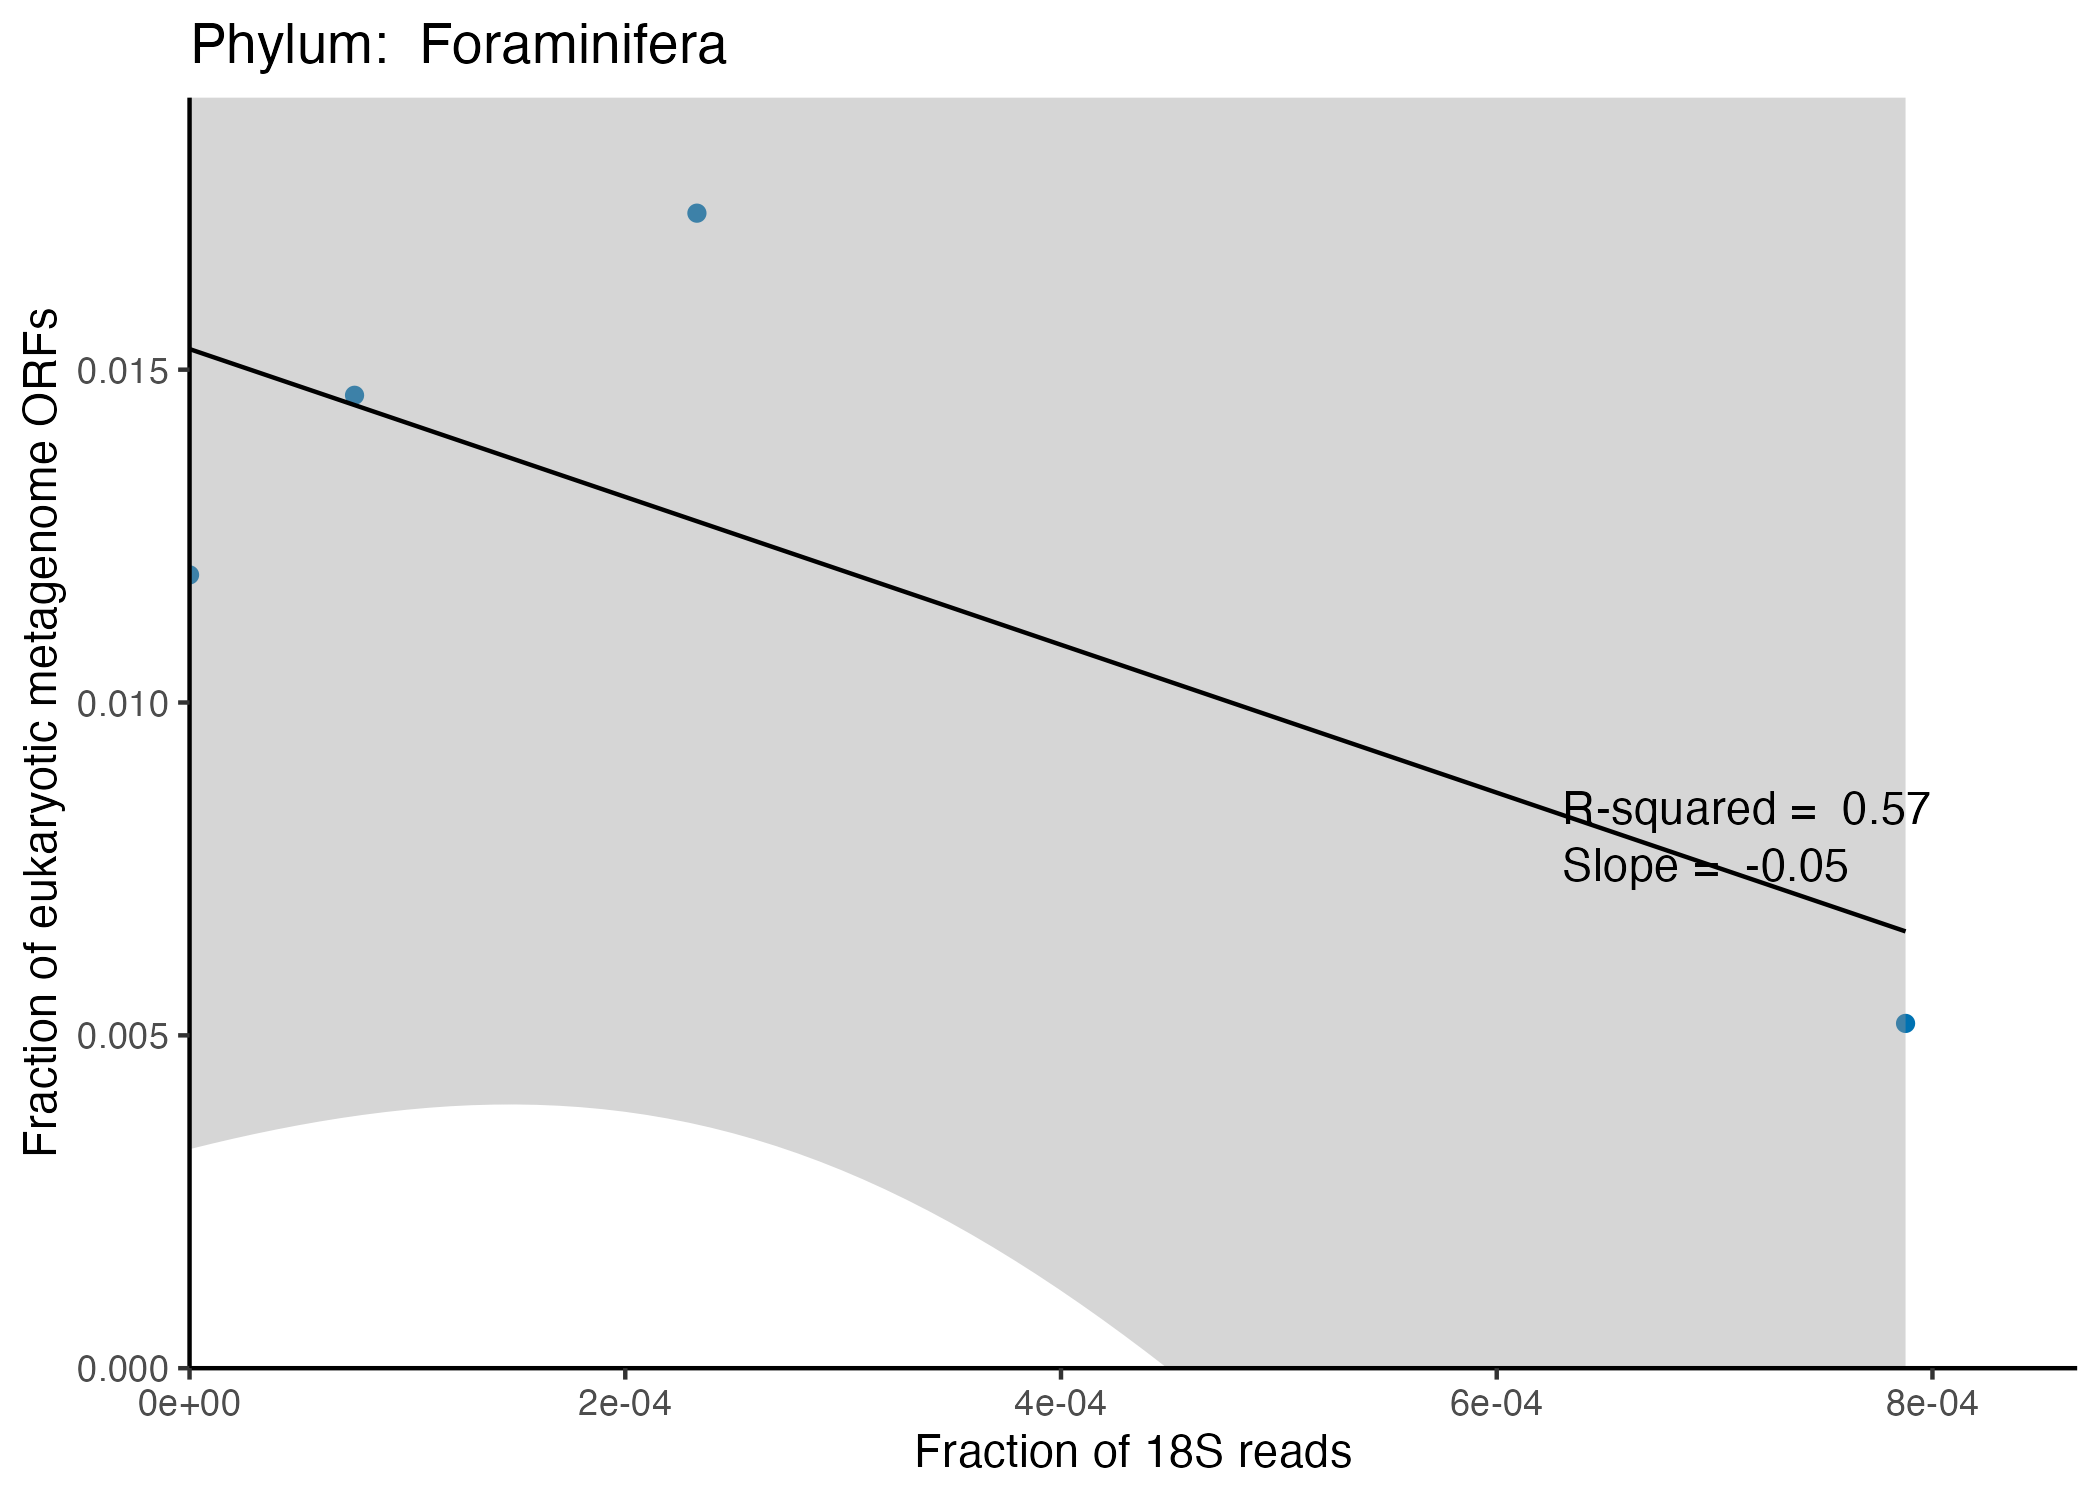 Phylum:  Foraminifera
Fraction of eukaryotic metagenome ORFs
0.015
0.010
0.005
0.000
R-squared =  0.57
Slope =  -0.05
0e+00 2e-04 4e-04 6e-04 8e-04
Fraction of 18S reads